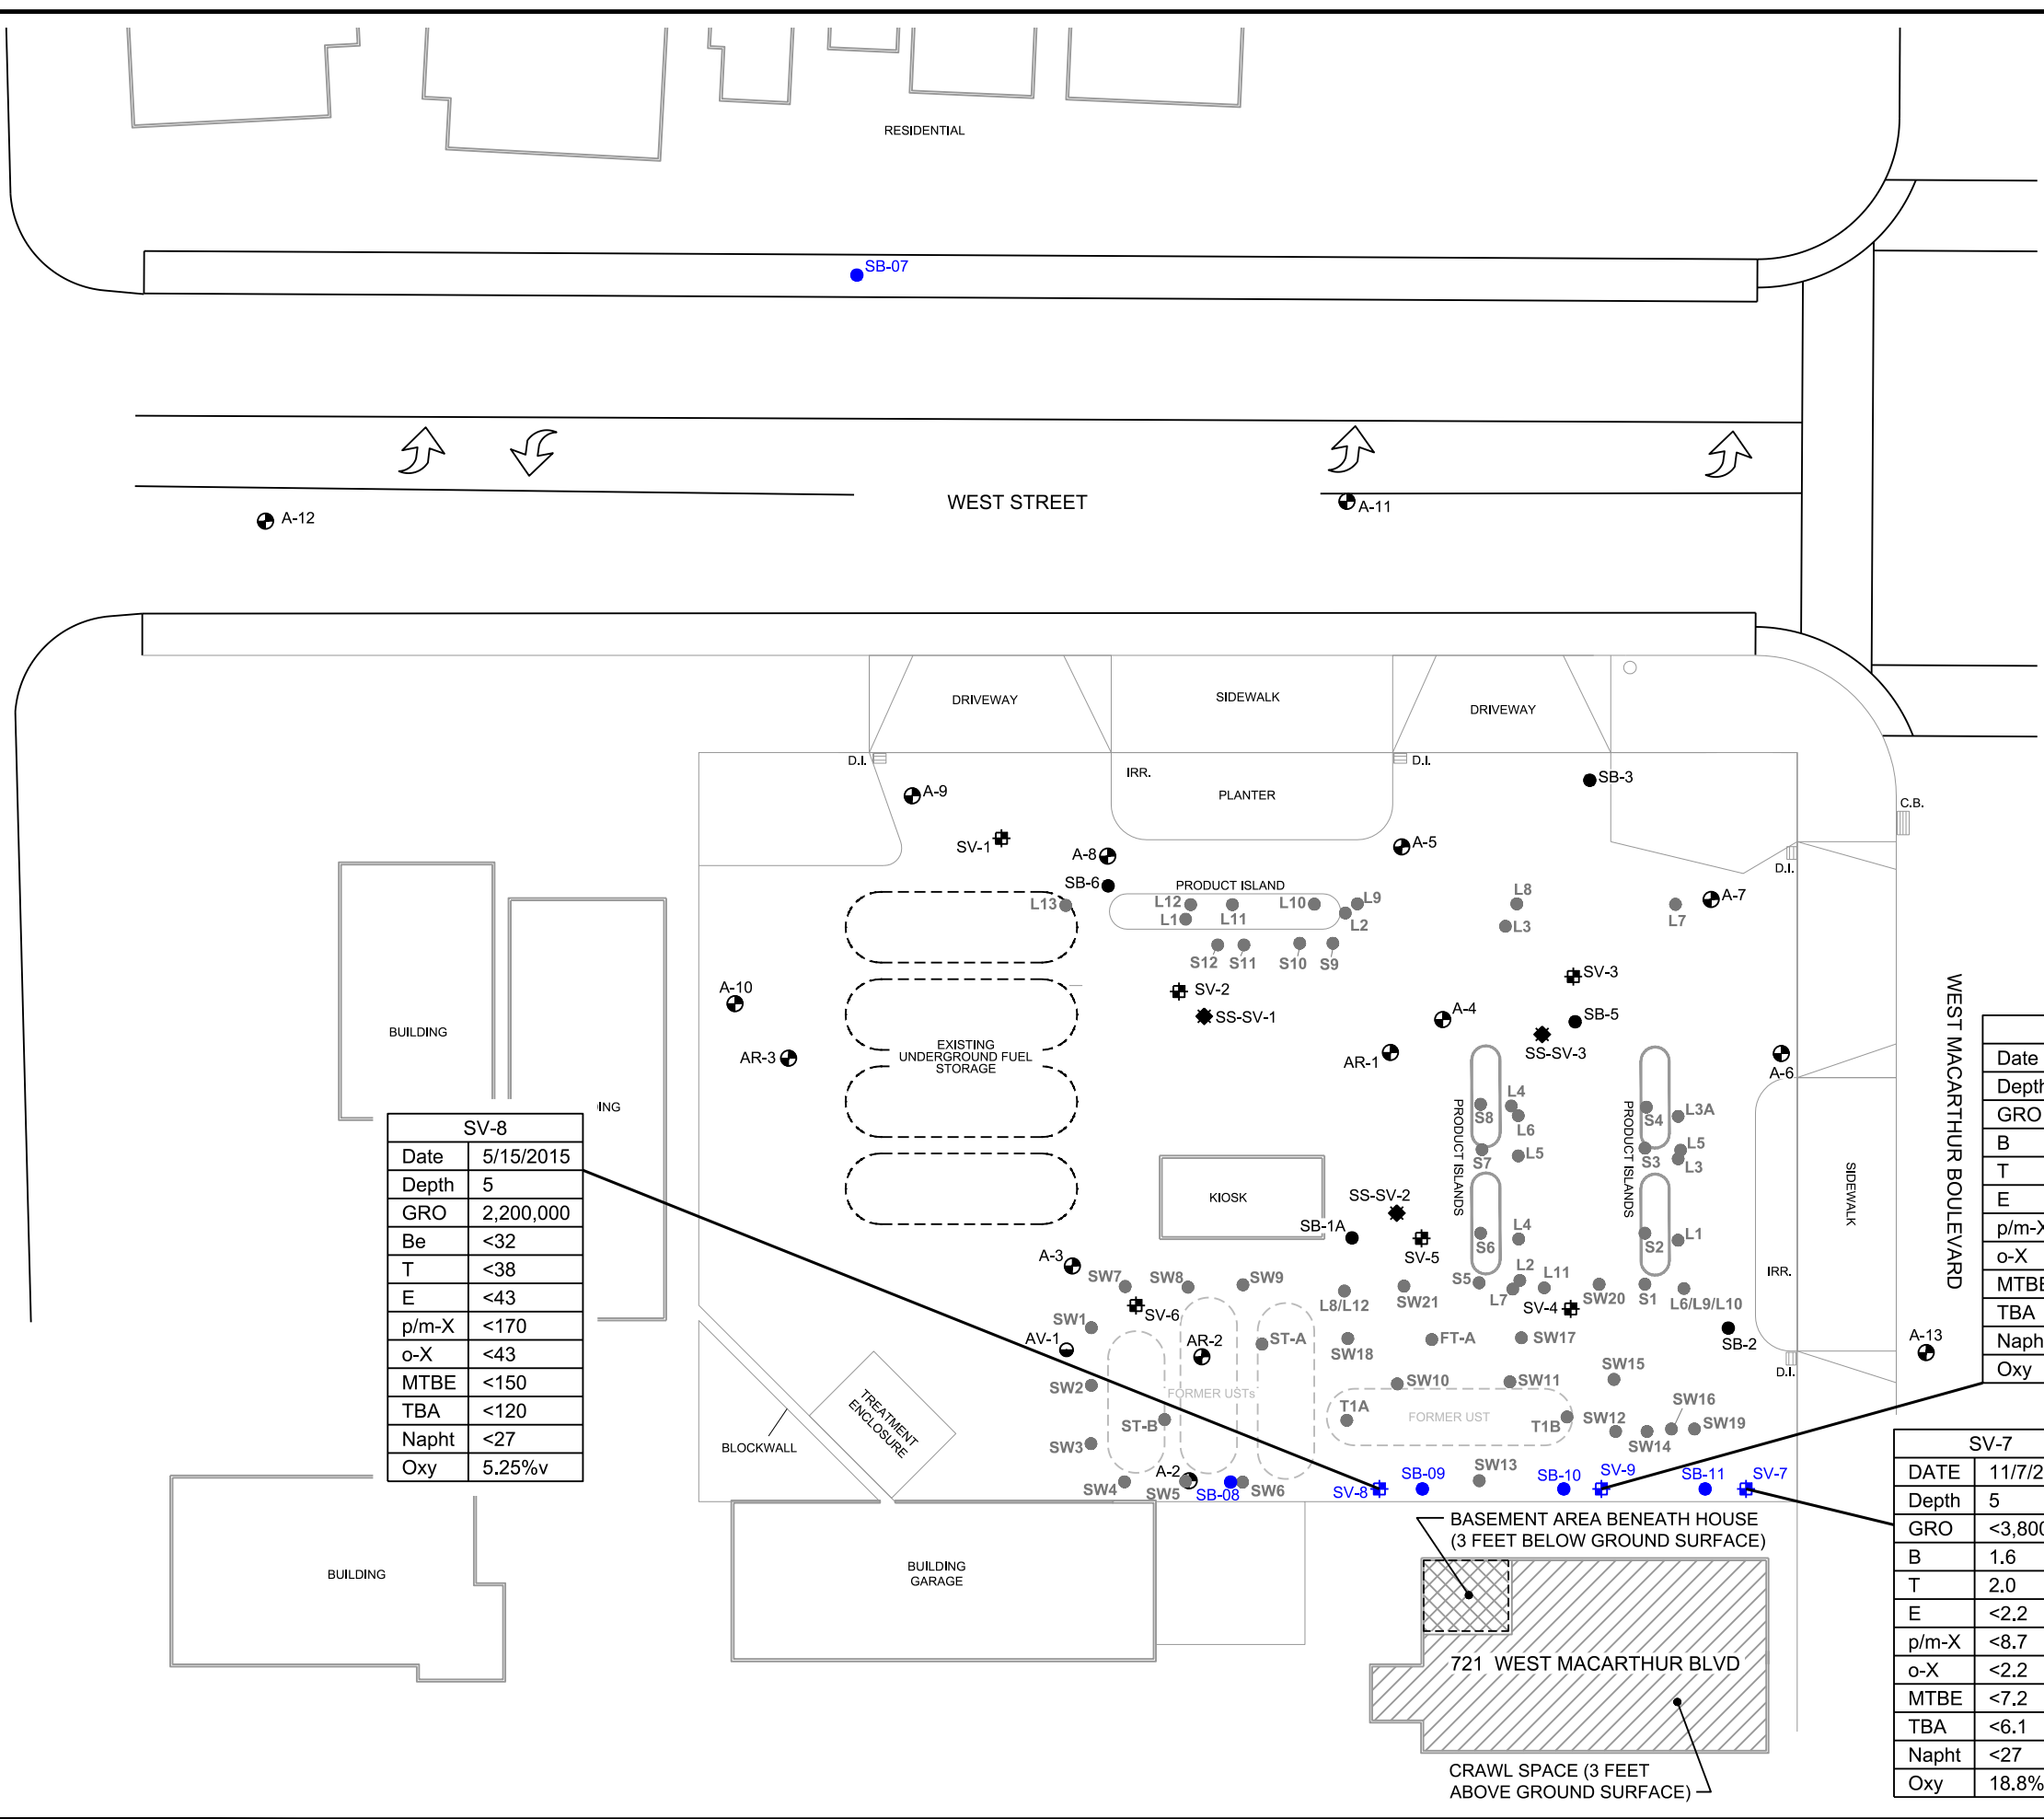 RESIDENTIAL
SB-07
WEST STREET
A-12
A-11
DRIVEWAY
SIDEWALK
DRIVEWAY
D.I.
IRR.
D.I.
PLANTER
SB-3
C.B.
A-9
SV-1
A-8
A-5
SB-6
D.I.
PRODUCT ISLAND
L13
L12
L1
L11
L10
L9
L2
L8
L3
L7
A-7
S12
S11
S10
S9
SV-2
SS-SV-1
SV-3
A-10
A-4
SB-5
AR-3
AR-1
SS-SV-3
A-6
BUILDING
EXISTING
UNDERGROUND FUEL
STORAGE
WEST MACARTHUR BOULEVARD
SIDEWALK
ING
PRODUCT ISLANDS
PRODUCT ISLANDS
S8
L4
L6
S7
L5
S4
L3A
S3
L5
L3
KIOSK
SS-SV-2
SB-1A
SV-5
S6
L4
S2
L1
A-3
SW7
SW8
SW9
S5
L2
L7
L11
SW20
S1
L6/L9/L10
IRR.
SV-6
L8/L12
SW21
SV-4
SW1
AV-1
AR-2
ST-A
SW18
FT-A
SW17
SB-2
A-13
SW2
FORMER USTs
SW10
SW11
SW15
D.I.
TREATMENT
ENCLOSURE
ST-B
T1A
FORMER UST
T1B
SW12
SW16
SW14
SW19
BLOCKWALL
SW3
A-2
SW4
SW5
SB-08
SW6
SV-8
SB-09
SW13
SB-10
SV-9
SB-11
SV-7
SV-8
Date 5/15/2015
Depth 5
GRO 2,200,000
Be <32
T <38
E <43
p/m-X <170
o-X <43
MTBE <150
TBA <120
Napht <27
Oxy 5.25%v
Date
Depth
GRO
B
T
E
p/m-X
o-X
MTBE
TBA
Naph
Oxy
SV-7
DATE 11/7/2
Depth 5
GRO <3,800
B 1.6
T 2.0
E <2.2
p/m-X <8.7
o-X <2.2
MTBE <7.2
TBA <6.1
Napht <27
Oxy 18.8%
BASEMENT AREA BENEATH HOUSE
(3 FEET BELOW GROUND SURFACE)
BUILDING
BUILDING
GARAGE
721 WEST MACARTHUR BLVD
CRAWL SPACE (3 FEET
ABOVE GROUND SURFACE)